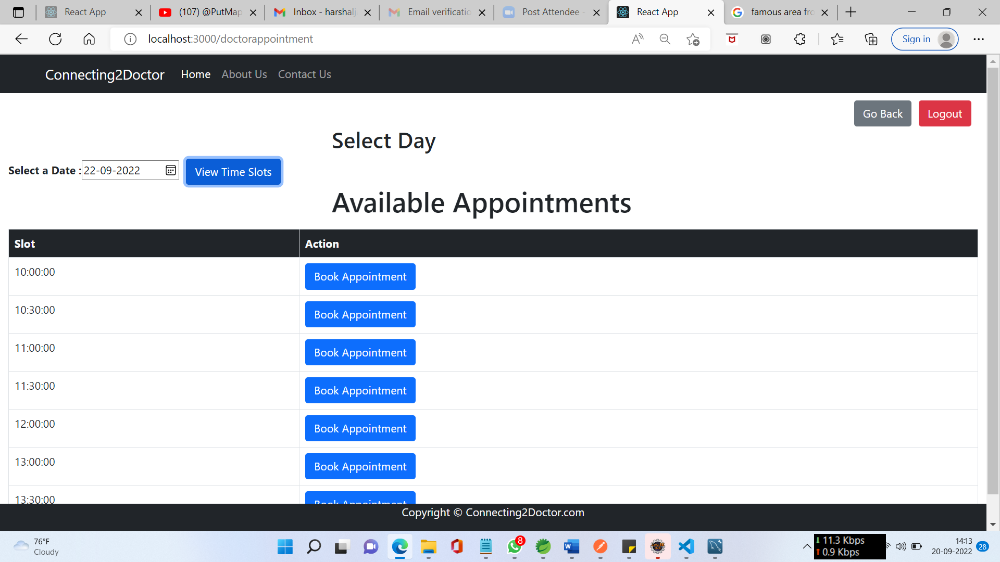 React App
(107) @PutMap
Inbox - harshalj
Email verificatio
Post Attendee -
React App
famous area fro
localhost:3000/doctorappointment
Sign in
Connecting2Doctor Home About Us Contact Us
Go Back Logout
Select Day
Select a Date : 22-09-2022 View Time Slots
Available Appointments
Slot Action
10:00:00 Book Appointment
10:30:00 Book Appointment
11:00:00 Book Appointment
11:30:00 Book Appointment
12:00:00 Book Appointment
13:00:00 Book Appointment
13:30:00 Book Appointment
Copyright © Connecting2Doctor.com
76°F
Cloudy
8
11.3 Kbps
0.9 Kbps
14:13
20-09-2022
28